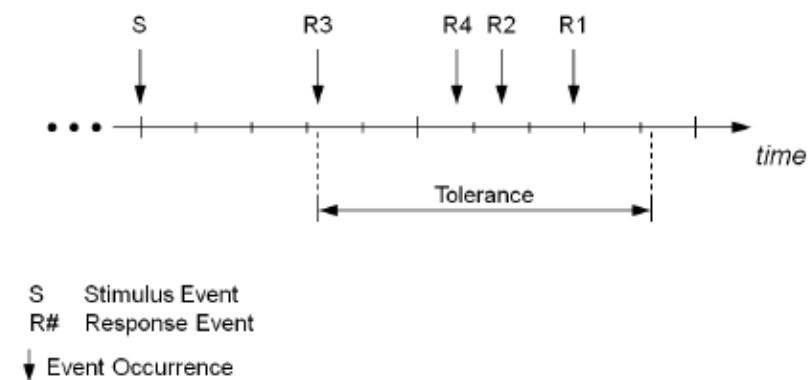 S R3 R4 R2 R1
time
Tolerance
S Stimulus Event
R# Response Event
Event Occurrence